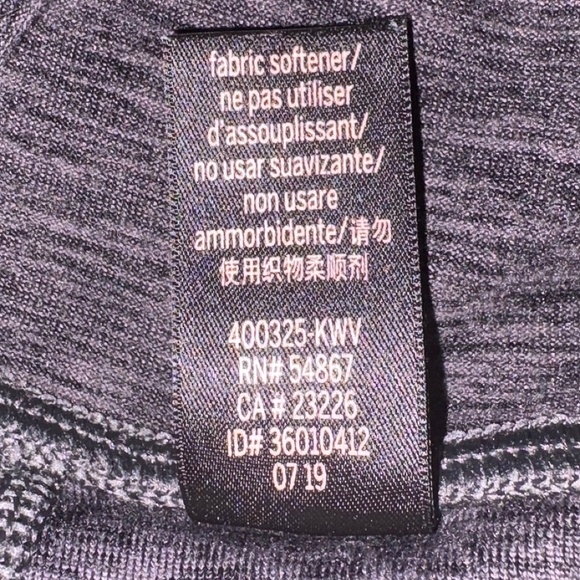 fabric softener/
ne pas utiliser
d'assouplissant/
no usar suavizante/
non usare
ammorbidente/请勿
使用织物柔顺剂
400325-KWV
RN# 54867
CA # 23226
ID# 36010412
07 19